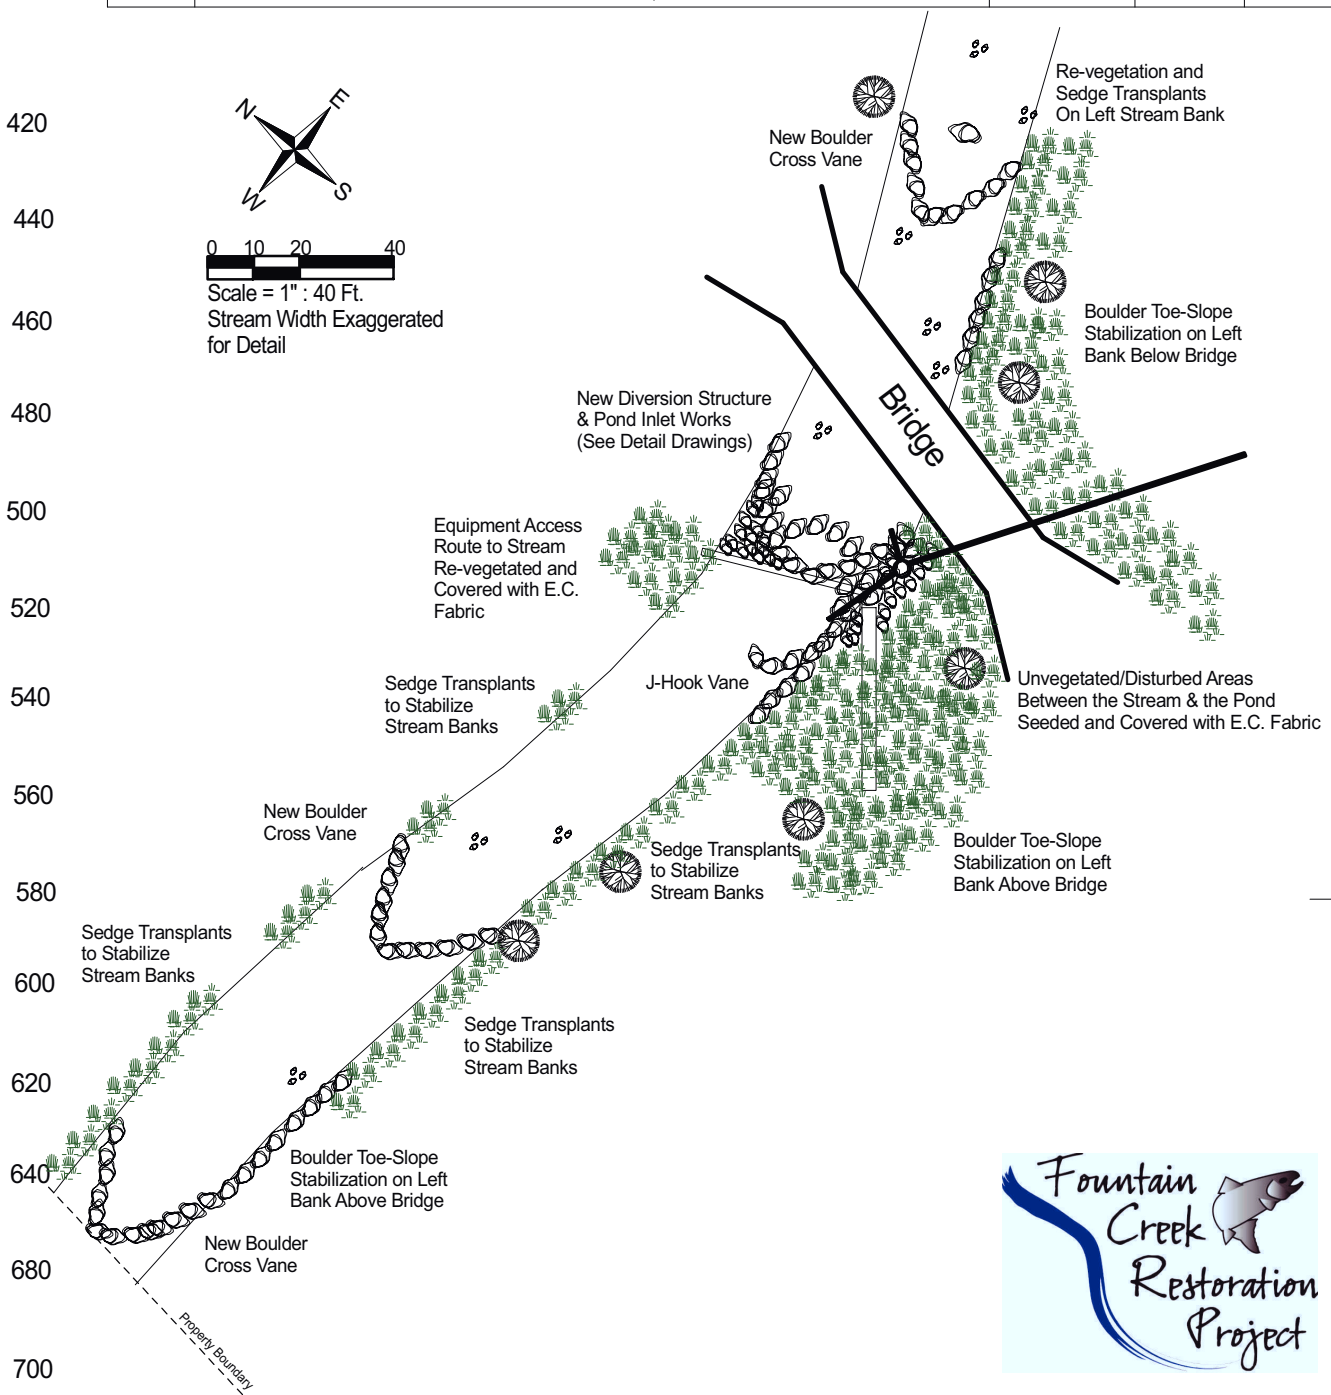 Re-vegetation and
Sedge Transplants
On Left Stream Bank
N
E
W
S
420
New Boulder
Cross Vane
440
0 10 20 40
Scale = 1" : 40 Ft.
Stream Width Exaggerated
for Detail
460
Boulder Toe-Slope
Stabilization on Left
Bank Below Bridge
Bridge
480
New Diversion Structure
& Pond Inlet Works
(See Detail Drawings)
500
Equipment Access
Route to Stream
Re-vegetated and
Covered with E.C.
Fabric
520
J-Hook Vane
Unvegetated/Disturbed Areas
Between the Stream & the Pond
Seeded and Covered with E.C. Fabric
540
Sedge Transplants
to Stabilize
Stream Banks
560
New Boulder
Cross Vane
Sedge Transplants
to Stabilize
Stream Banks
Boulder Toe-Slope
Stabilization on Left
Bank Above Bridge
580
Sedge Transplants
to Stabilize
Stream Banks
600
Sedge Transplants
to Stabilize
Stream Banks
620
640
Boulder Toe-Slope
Stabilization on Left
Bank Above Bridge
New Boulder
Cross Vane
680
Property Boundary
700
Fountain
Creek
Restoration
Project